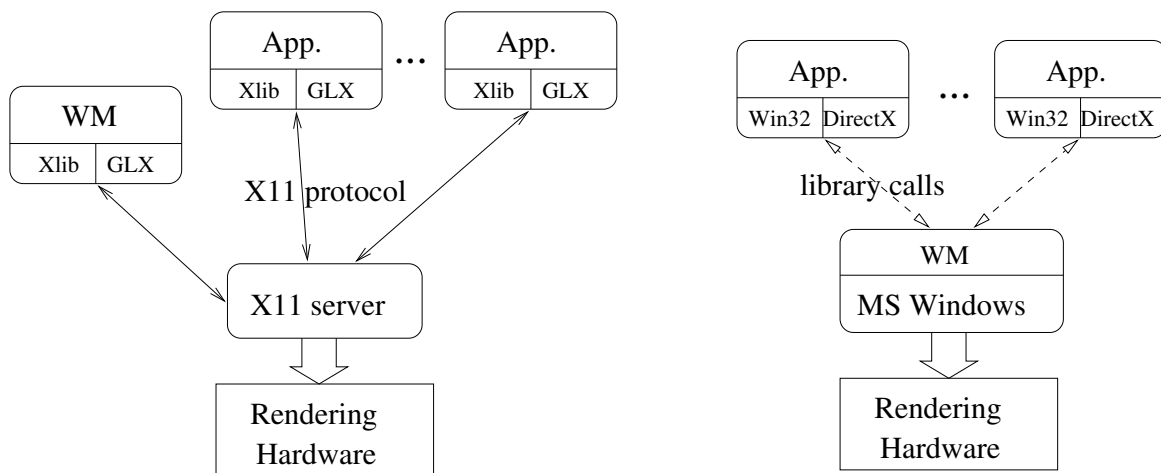 App.
Xlib GLX
...
App.
Xlib GLX
WM
Xlib GLX
X11 protocol
X11 server
Rendering
Hardware
App.
Win32 DirectX
...
App.
Win32 DirectX
library calls
WM
MS Windows
Rendering
Hardware